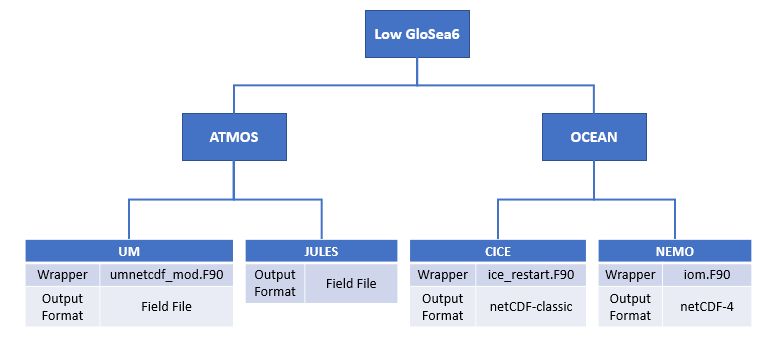 Low GloSea6
ATMOS
OCEAN
UM
Wrapper umnetcdf_mod.F90
Output
Format
Field File
JULES
Output
Format
Field File
CICE
Wrapper ice_restart.F90
Output
Format
netCDF-classic
NEMO
Wrapper iom.F90
Output
Format
netCDF-4